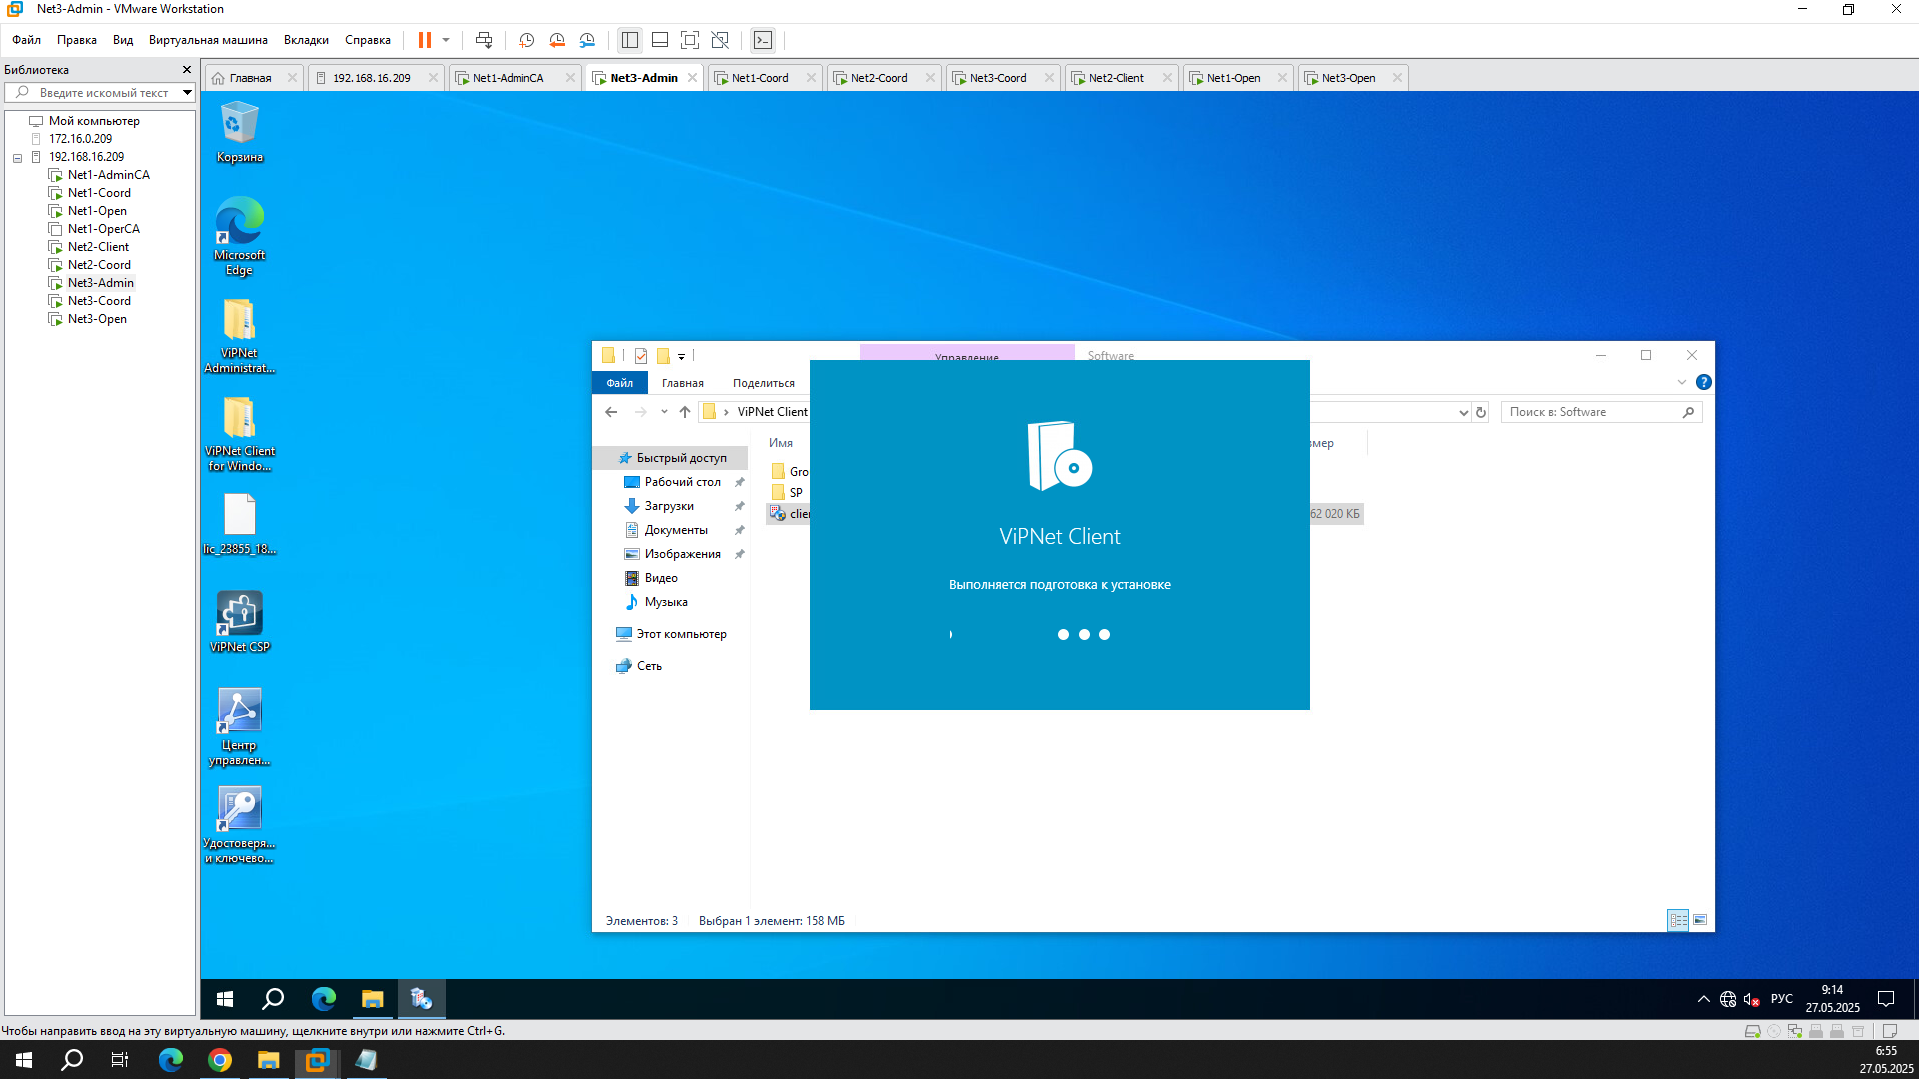 Net3-Admin - VMware Workstation
Файл Правка Вид Виртуальная машина Вкладки Справка
Библиотека
Введите искомый текст
Мой компьютер
172.16.0.209
192.168.16.209
Net1-AdminCA
Net1-Coord
Net1-Open
Net1-OperCA
Net2-Client
Net2-Coord
Net3-Admin
Net3-Coord
Net3-Open
Главная 192.168.16.209 Net1-AdminCA Net3-Admin Net1-Coord Net2-Coord Net3-Coord Net2-Client Net1-Open Net3-Open
Корзина
Microsoft
Edge
ViPNet
Administrat...
ViPNet Client
for Windo...
lic_23855_18...
ViPNet CSP
Центр
управлен...
Удостоверя...
и ключево...
Управление Software
Файл Главная Поделиться
ViPNet Client
Поиск в: Software
Имя
Быстрый доступ
Рабочий стол
Загрузки
Документы
Изображения
Видео
Музыка
Этот компьютер
Сеть
Gro
SP
clie
62 020 КБ
ViPNet Client
Выполняется подготовка к установке
Элементов: 3 Выбран 1 элемент: 158 МБ
РУС
9:14
27.05.2025
Чтобы направить ввод на эту виртуальную машину, щелкните внутри или нажмите Ctrl+G.
6:55
27.05.2025